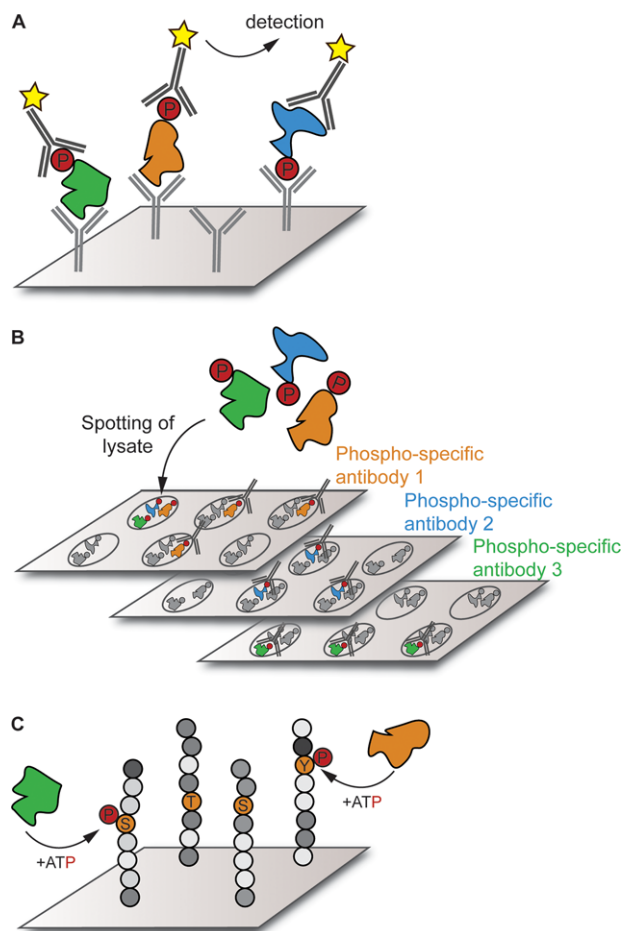 A
detection
P
P
P
B
P
P
P
Spotting of
lysate
Phospho-specific
antibody 1
Phospho-specific
antibody 2
Phospho-specific
antibody 3
C
Y
P
T
S
P
S
+ATP
+ATP